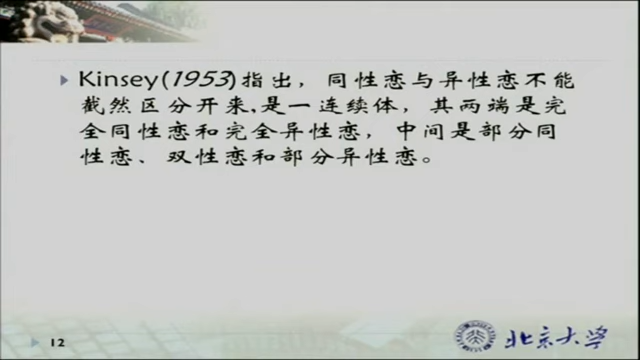 Kinsey(1953)指出，同性恋与异性恋不能
截然区分开来,是一连续体，其两端是完
全同性恋和完全异性恋，中间是部分同
性恋、双性恋和部分异性恋。
12
北京大学